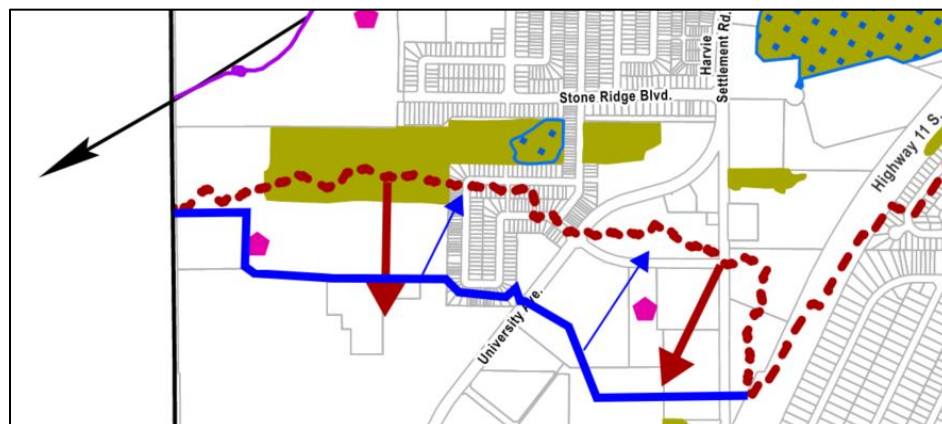 Harvie
Settlement Rd.
Stone Ridge Blvd.
Highway 11 S.
University Ave.